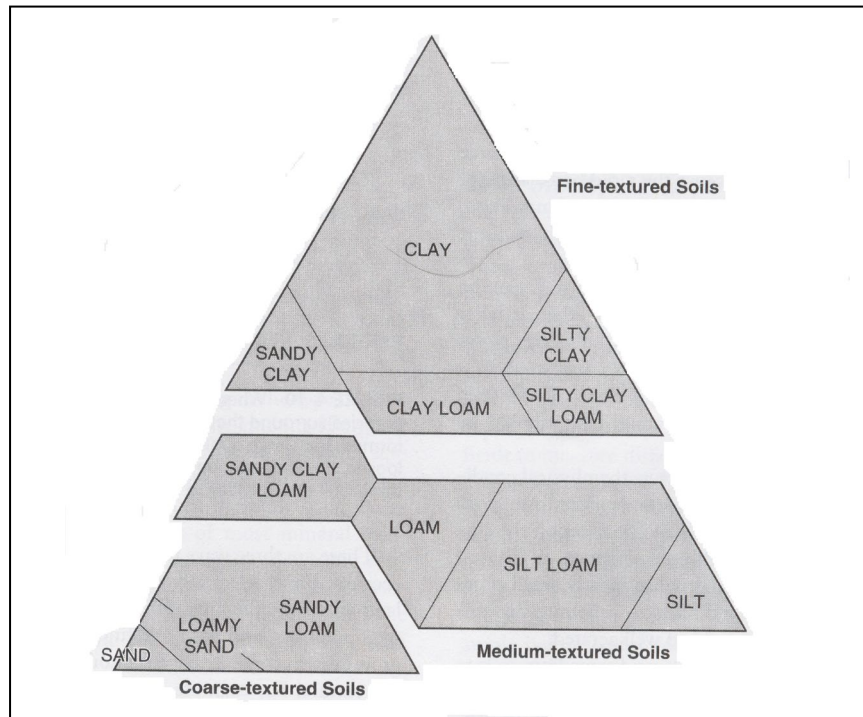 Fine-textured Soils
CLAY
SANDY
CLAY
SILTY
CLAY
CLAY LOAM
SILTY CLAY
LOAM
SANDY CLAY
LOAM
LOAM
SILT LOAM
SILT
Medium-textured Soils
SANDY
LOAM
LOAMY
SAND
SAND
Coarse-textured Soils